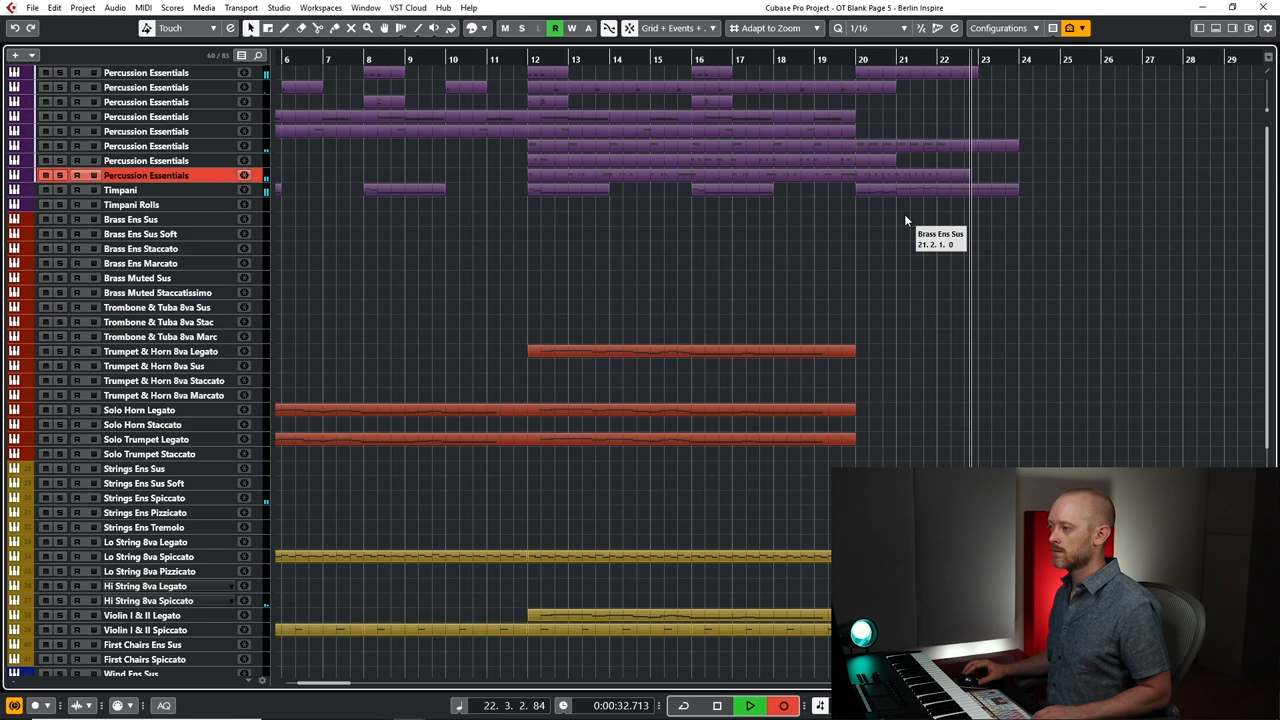 File Edit Project Audio MIDI Scores Media Transport Studio Workspaces Window VST Cloud Hub Help
Cubase Pro Project - OT Blank Page 5 - Berlin Inspire
Touch M S L R W A Grid + Events + . Adapt to Zoom Q 1/16 Configurations
60 / 83
6 7 8 9 10 11 12 13 14 15 16 17 18 19 20 21 22 23 24 25 26 27 28 29
Percussion Essentials
Percussion Essentials
Percussion Essentials
Percussion Essentials
Percussion Essentials
Percussion Essentials
Percussion Essentials
Percussion Essentials
Timpani
Timpani Rolls
Brass Ens Sus
Brass Ens Sus Soft
Brass Ens Sus
21. 2. 1. 0
Brass Ens Staccato
Brass Ens Marcato
Brass Muted Sus
Brass Muted Staccatissimo
Trombone & Tuba 8va Sus
Trombone & Tuba 8va Stac
Trombone & Tuba 8va Marc
Trumpet & Horn 8va Legato
Trumpet & Horn 8va Sus
Trumpet & Horn 8va Staccato
Trumpet & Horn 8va Marcato
Solo Horn Legato
Solo Horn Staccato
Solo Trumpet Legato
Solo Trumpet Staccato
Strings Ens Sus
Strings Ens Sus Soft
Strings Ens Spiccato
Strings Ens Pizzicato
Strings Ens Tremolo
Lo String 8va Legato
Lo String 8va Spiccato
Lo String 8va Pizzicato
Hi String 8va Legato
Hi String 8va Spiccato
Violin I & II Legato
Violin I & II Spiccato
First Chairs Ens Sus
First Chairs Spiccato
Wind Ens Sus
AQ 22. 3. 2. 84 0:00:32.713